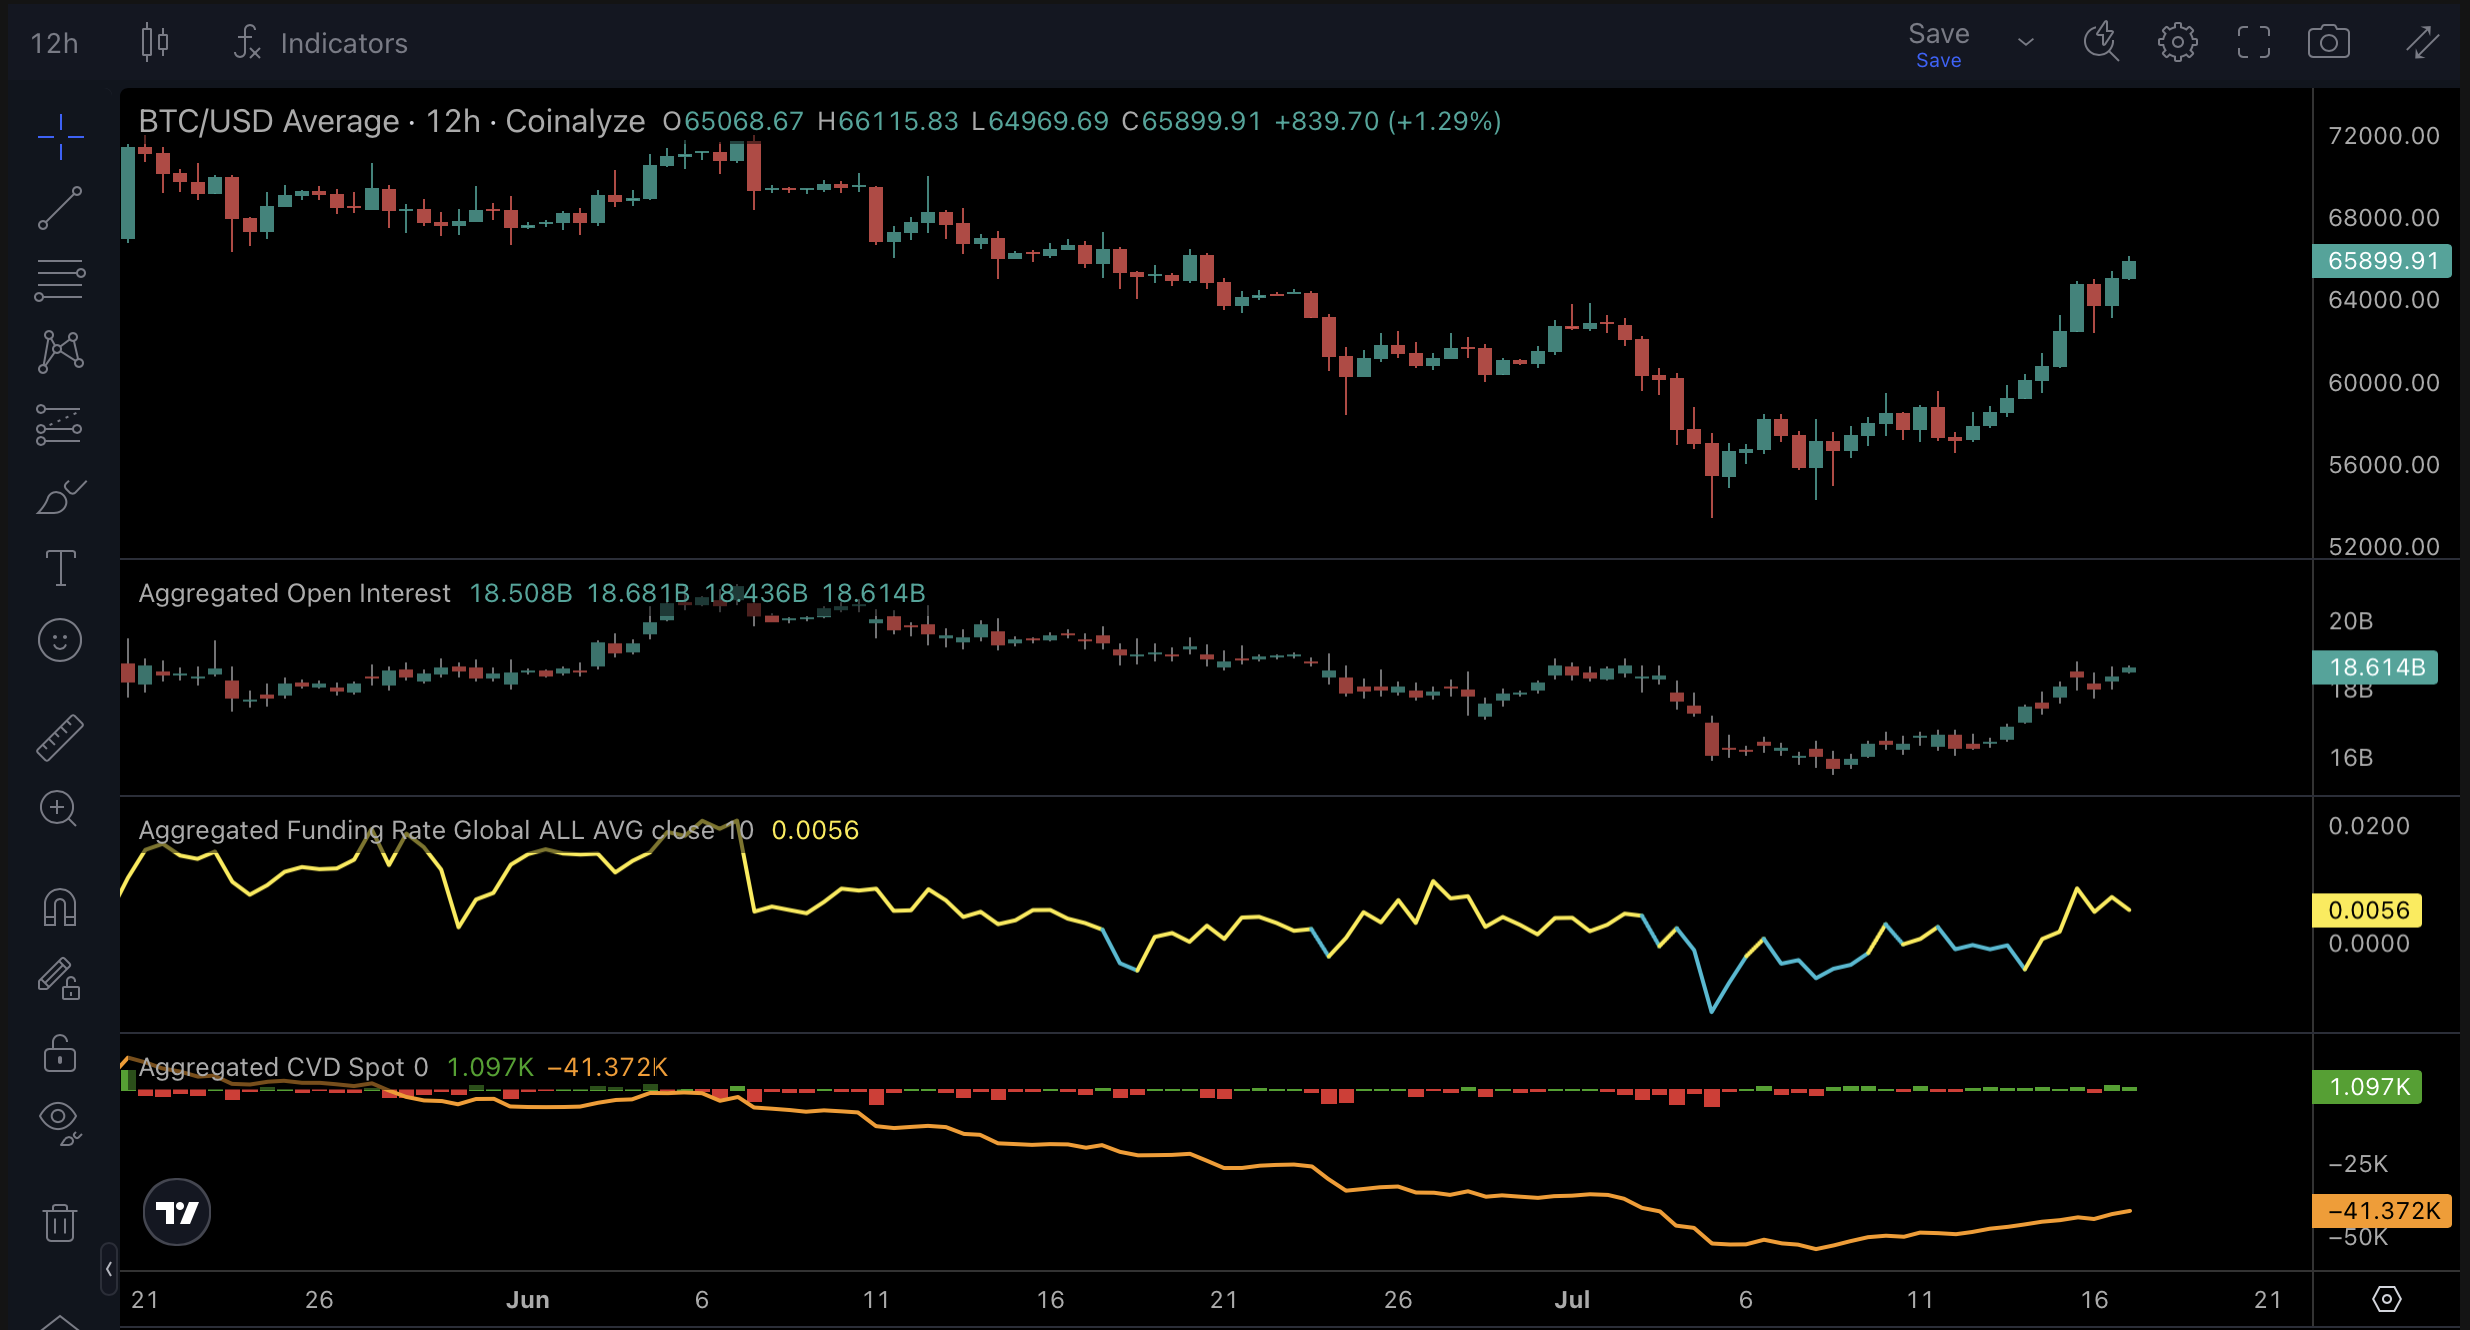 12h Indicators Save
Save
BTC/USD Average · 12h · Coinalyze O65068.67 H66115.83 L64969.69 C65899.91 +839.70 (+1.29%)
72000.00
68000.00
65899.91
64000.00
60000.00
56000.00
52000.00
Aggregated Open Interest 18.508B 18.681B 18.436B 18.614B
20B
18.614B
18B
16B
Aggregated Funding Rate Global ALL AVG close 10 0.0056
0.0200
0.0056
0.0000
Aggregated CVD Spot 0 1.097K −41.372K
1.097K
−25K
−41.372K
−50K
21 26 Jun 6 11 16 21 26 Jul 6 11 16 21